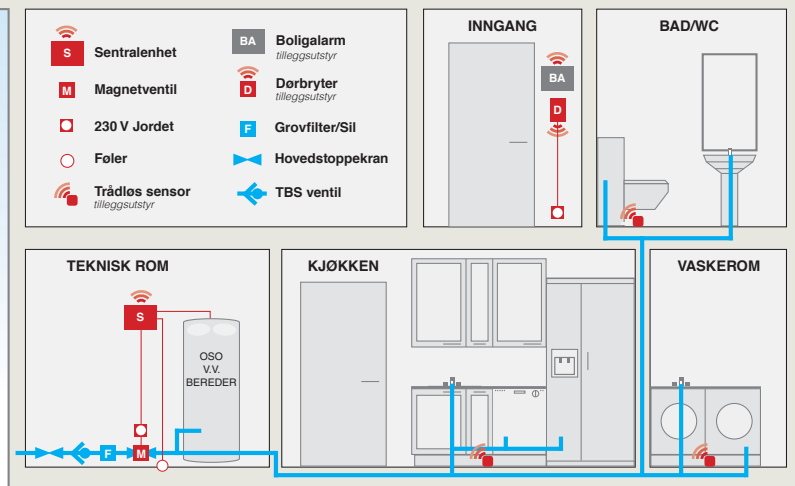 S Sentralenhet
M Magnetventil
230 V Jordet
Føler
Trådløs sensor
tilleggsutstyr
BA Boligalarm
tilleggsutstyr
D Dørbryter
tilleggsutstyr
F Grovfilter/Sil
Hovedstoppekran
TBS ventil
INNGANG
BA
D
BAD/WC
TEKNISK ROM
S
OSO
V.V.
BEREDER
F
M
KJØKKEN
VASKEROM